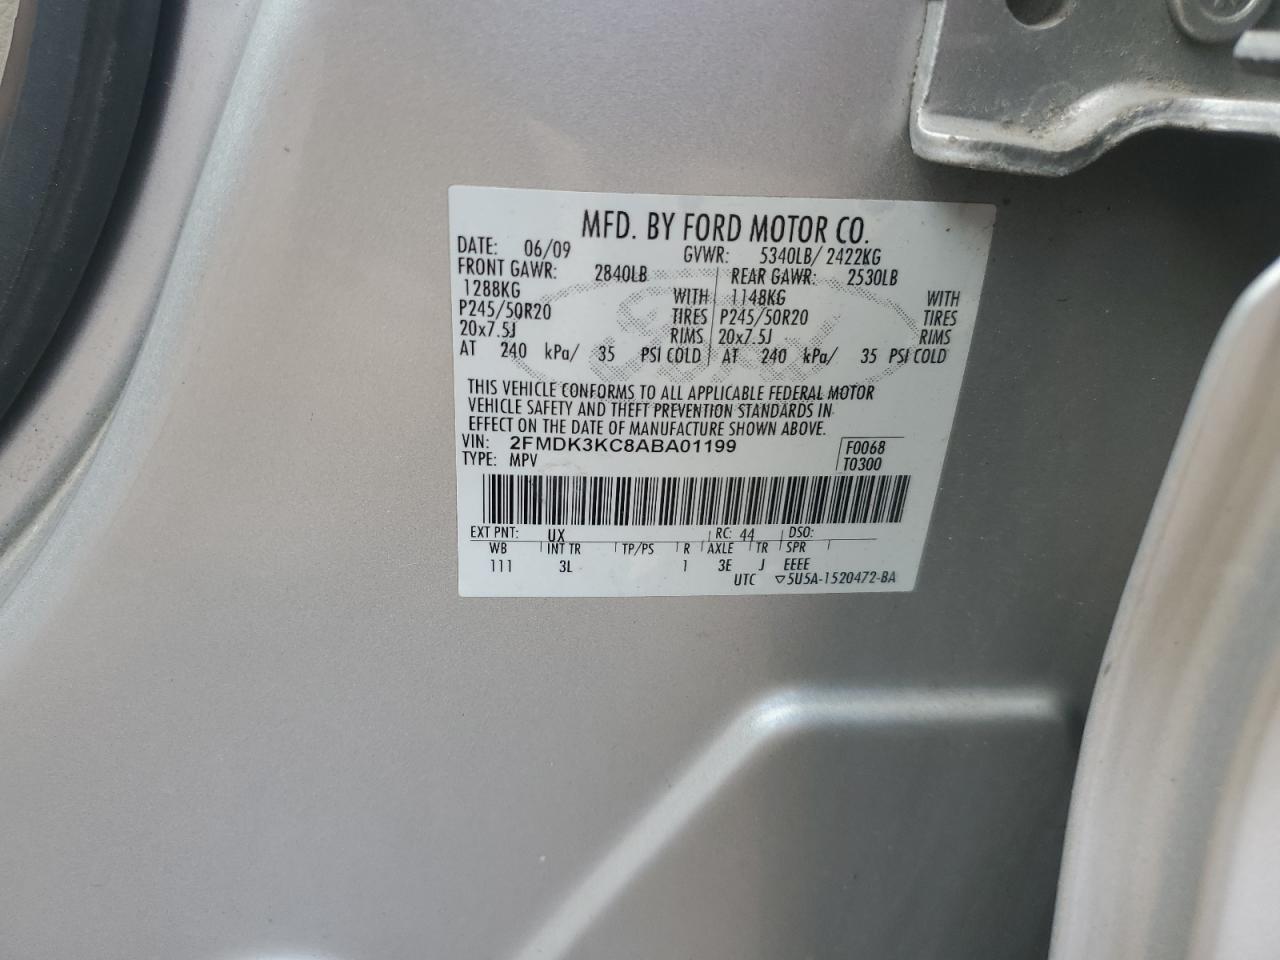 MFD. BY FORD MOTOR CO.
DATE: 06/09 GVWR: 5340LB/ 2422KG
FRONT GAWR: 2840LB REAR GAWR: 2530LB
1288KG WITH 1148KG WITH
P245/50R20 TIRES P245/50R20 TIRES
20x7.5J RIMS 20x7.5J RIMS
AT 240 kPa/ 35 PSI COLD AT 240 kPa/ 35 PSI COLD
THIS VEHICLE CONFORMS TO ALL APPLICABLE FEDERAL MOTOR
VEHICLE SAFETY AND THEFT PREVENTION STANDARDS IN
EFFECT ON THE DATE OF MANUFACTURE SHOWN ABOVE.
VIN: 2FMDK3KC8ABA01199 F0068
TYPE: MPV T0300
EXT PNT: UX RC: 44 DSO:
WB INT TR TP/PS R AXLE TR SPR
111 3L 1 3E J EEEE
UTC ▽5U5A-1520472-BA